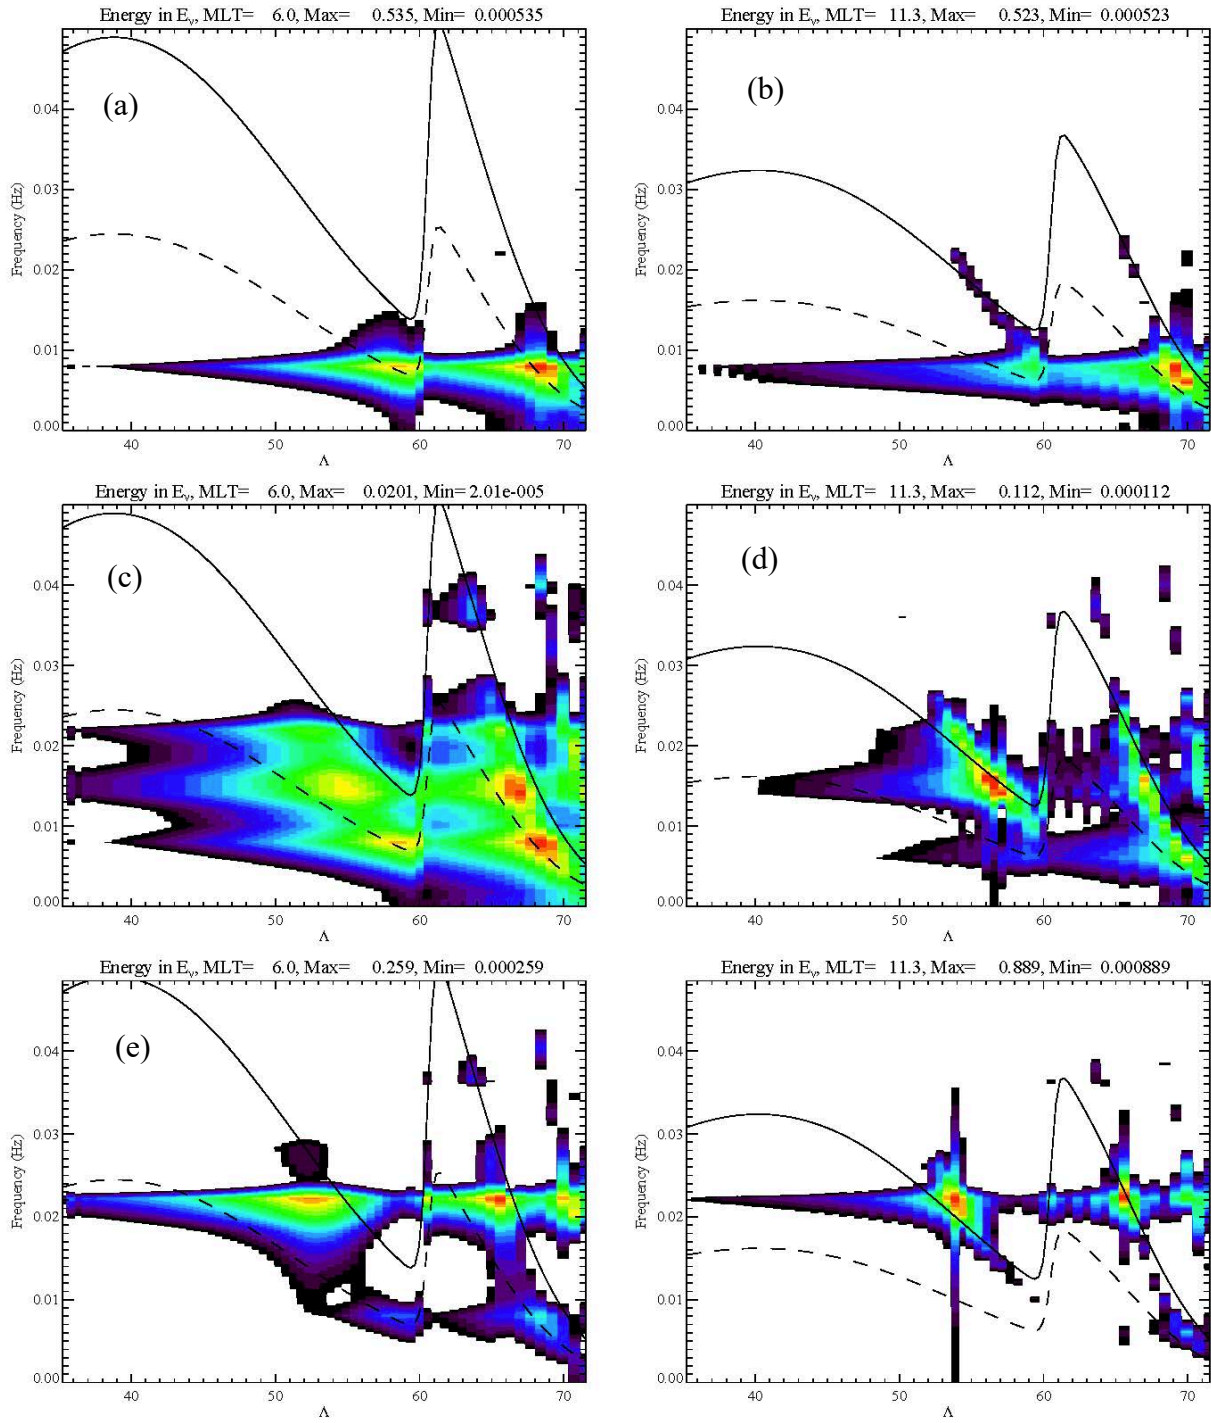 Energy in Eν, MLT= 6.0, Max= 0.535, Min= 0.000535
(a)
Frequency (Hz)
0.04
0.03
0.02
0.01
0.00
40 50 60 70
Λ
Energy in Eν, MLT= 11.3, Max= 0.523, Min= 0.000523
(b)
Frequency (Hz)
0.04
0.03
0.02
0.01
0.00
40 50 60 70
Λ
Energy in Eν, MLT= 6.0, Max= 0.0201, Min=2.01e-005
(c)
Frequency (Hz)
0.04
0.03
0.02
0.01
0.00
40 50 60 70
Λ
Energy in Eν, MLT= 11.3, Max= 0.112, Min= 0.000112
(d)
Frequency (Hz)
0.04
0.03
0.02
0.01
0.00
40 50 60 70
Λ
Energy in Eν, MLT= 6.0, Max= 0.259, Min= 0.000259
(e)
Frequency (Hz)
0.04
0.03
0.02
0.01
0.00
40 50 60 70
Λ
Energy in Eν, MLT= 11.3, Max= 0.889, Min= 0.000889
Frequency (Hz)
0.04
0.03
0.02
0.01
0.00
40 50 60 70
Λ